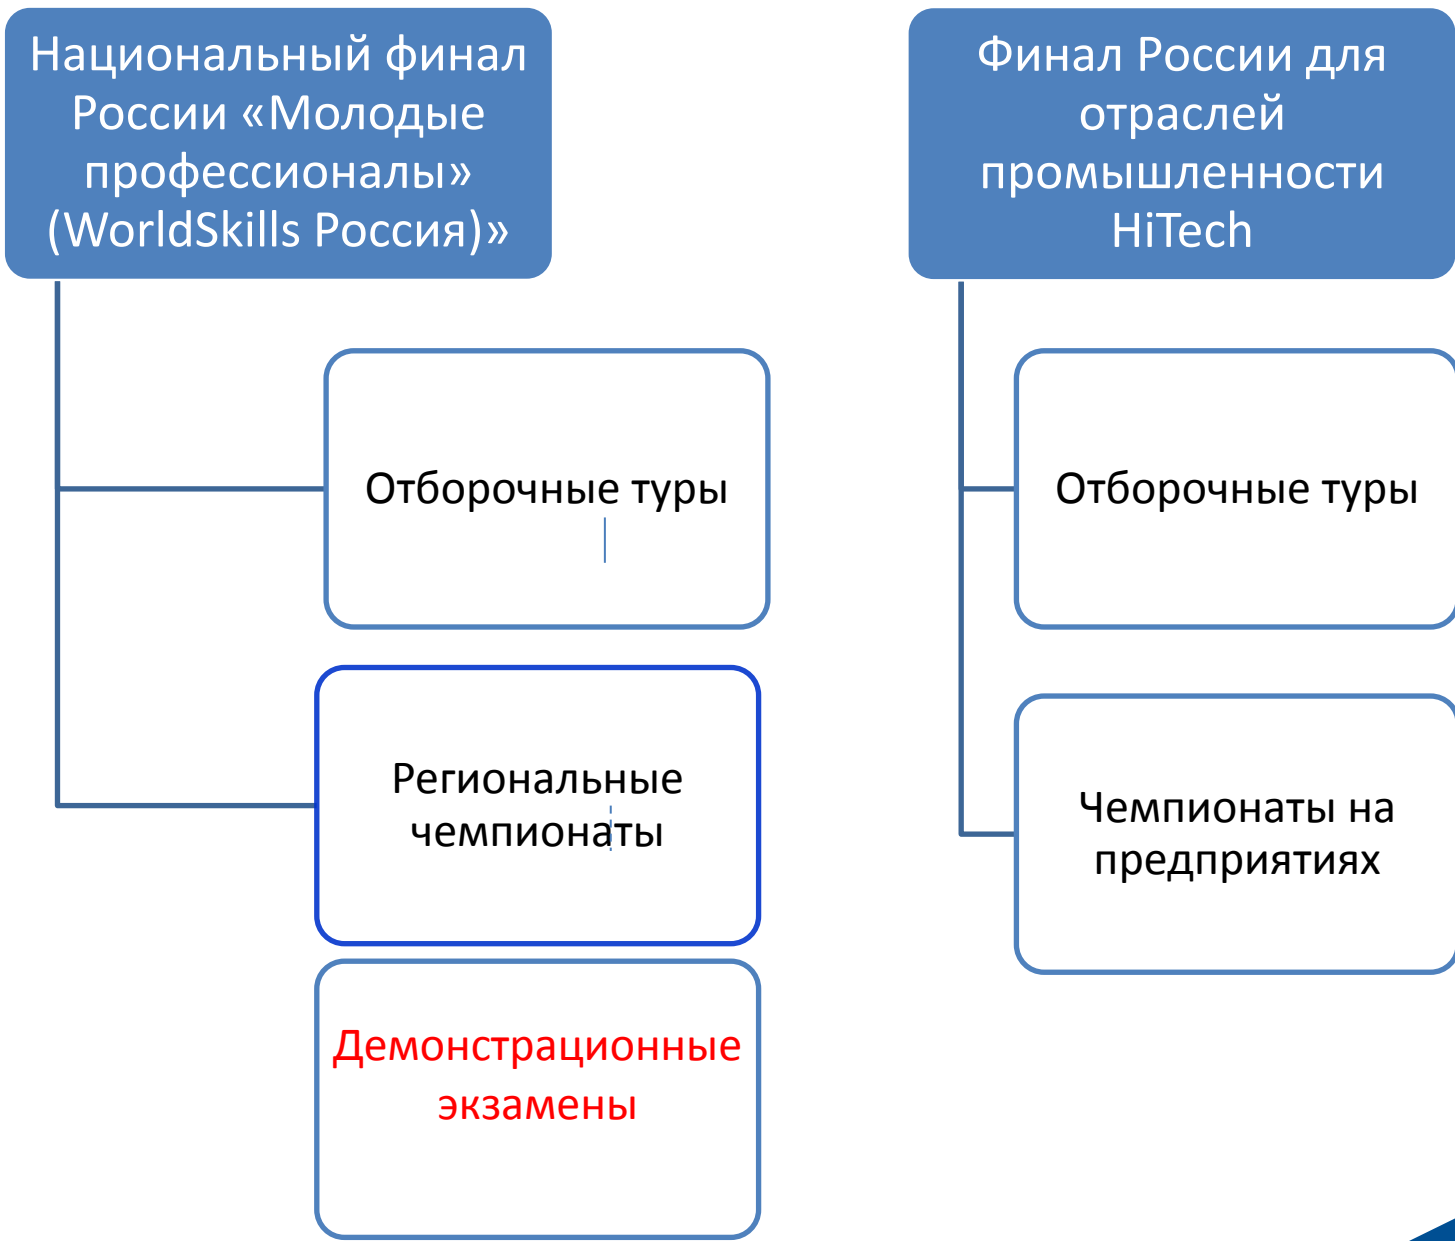 Национальный финал
России «Молодые
профессионалы»
(WorldSkills Россия)»
Отборочные туры
Региональные
чемпионаты
Демонстрационные
экзамены
Финал России для
отраслей
промышленности
HiTech
Отборочные туры
Чемпионаты на
предприятиях